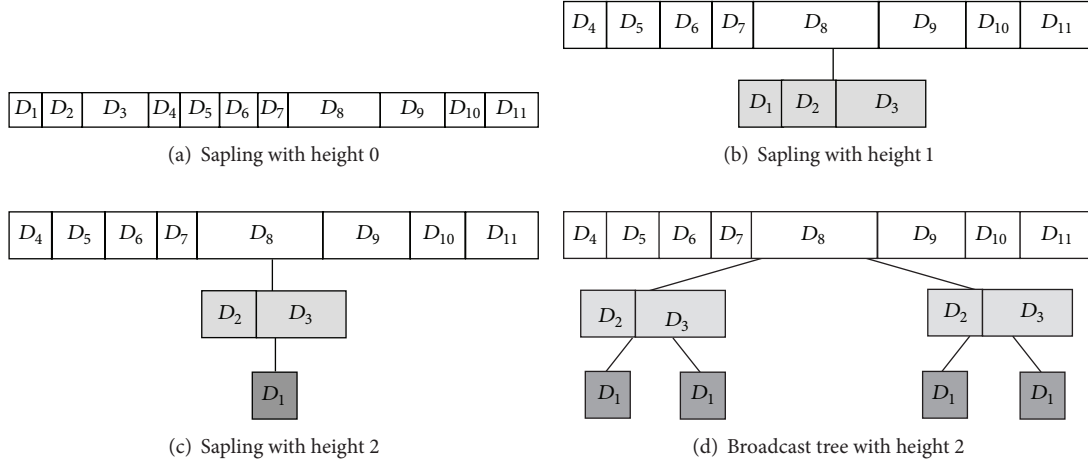 D₁ D₂ D₃ D₄ D₅ D₆ D₇ D₈ D₉ D₁₀ D₁₁
(a) Sapling with height 0
D₄ D₅ D₆ D₇ D₈ D₉ D₁₀ D₁₁
D₁ D₂ D₃
(b) Sapling with height 1
D₄ D₅ D₆ D₇ D₈ D₉ D₁₀ D₁₁
D₂ D₃
D₁
(c) Sapling with height 2
D₄ D₅ D₆ D₇ D₈ D₉ D₁₀ D₁₁
D₂ D₃ D₂ D₃
D₁ D₁ D₁ D₁
(d) Broadcast tree with height 2